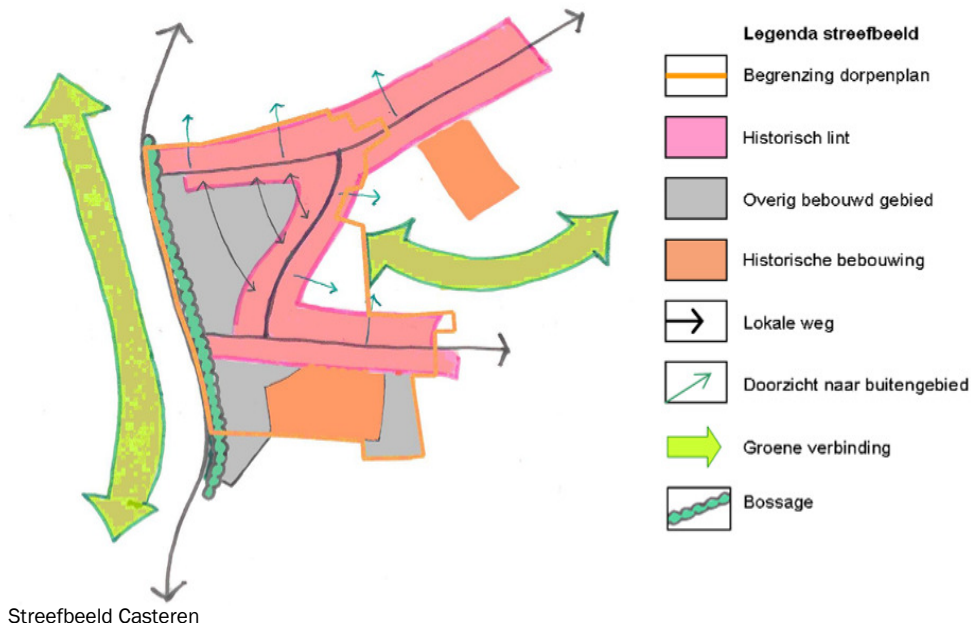 Legenda streefbeeld
Begrenzing dorpenplan
Historisch lint
Overig bebouwd gebied
Historische bebouwing
Lokale weg
Doorzicht naar buitengebied
Groene verbinding
Bossage
Streefbeeld Casteren